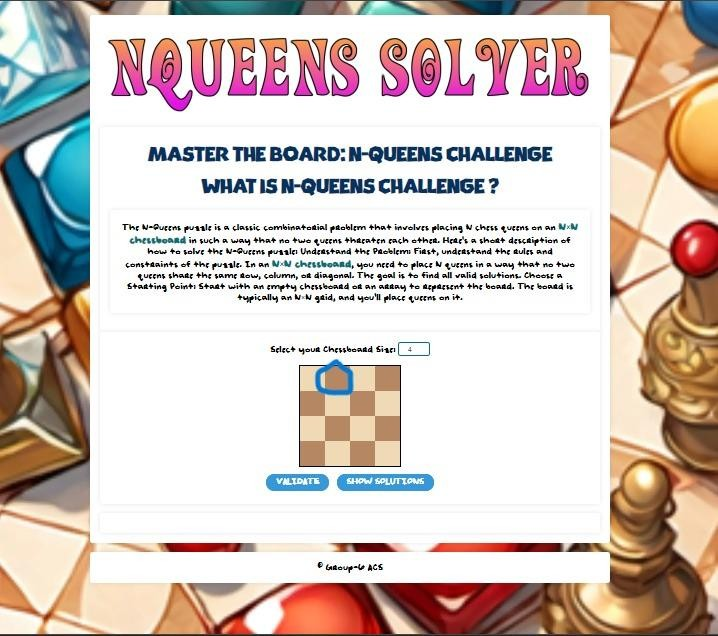 NQUEENS SOLVER
MASTER THE BOARD: N-QUEENS CHALLENGE
WHAT IS N-QUEENS CHALLENGE ?
The N-Queens puzzle is a classic combinatorial problem that involves placing N chess queens on an N×N
chessboard in such a way that no two queens threaten each other. Here's a short description of
how to solve the N-Queens puzzle: Understand the Problem: First, understand the rules and
constraints of the puzzle. In an N×N chessboard, you need to place N queens in a way that no two
queens share the same row, column, or diagonal. The goal is to find all valid solutions. Choose a
Starting Point: Start with an empty chessboard or an array to represent the board. The board is
typically an N×N grid, and you'll place queens on it.
Select your Chessboard Size: 4
VALIDATE SHOW SOLUTIONS
© Group-6 ACS